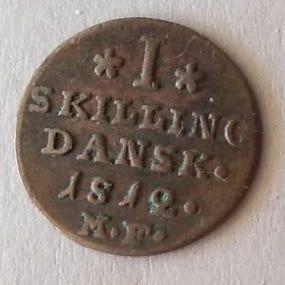 * 1 *
SKILLING
DANSK.
1812.
M.F.